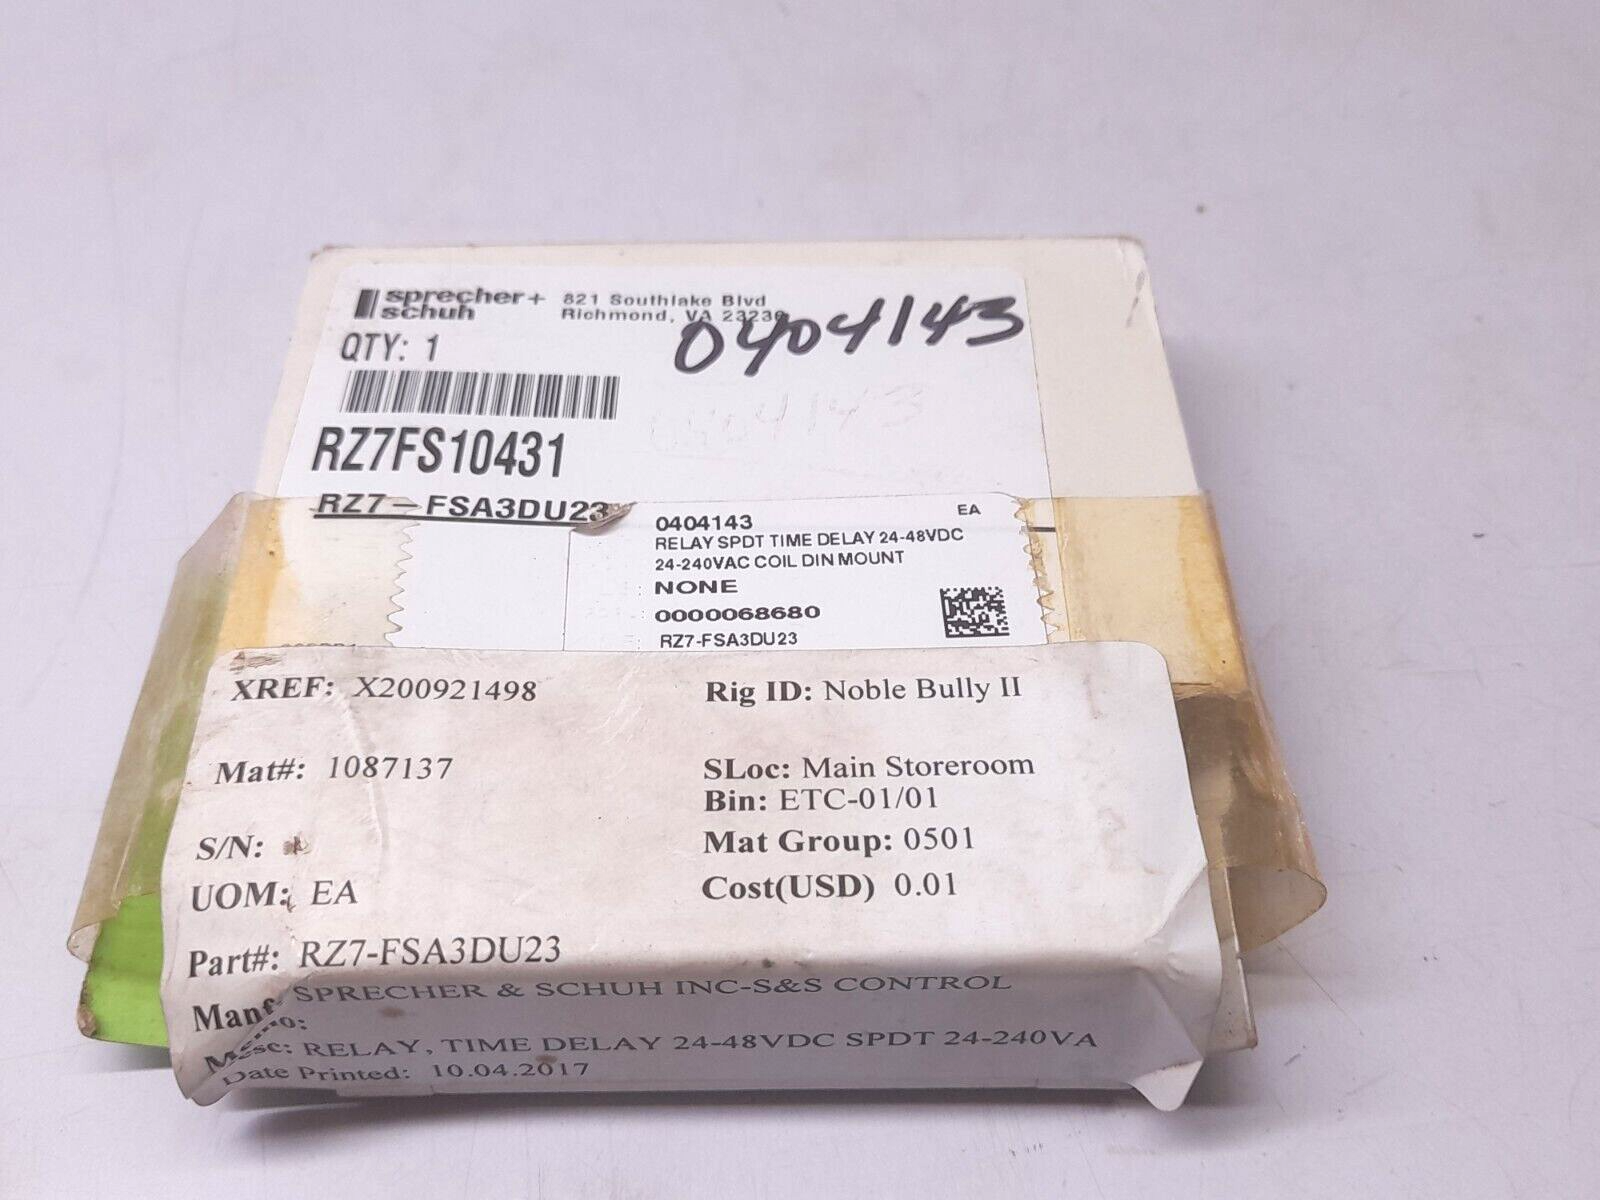 sprecher+
schuh
821 Southlake Blvd
Richmond, VA 23236
0404143
QTY: 1
0404143
RZ7FS10431
RZ7-FSA3DU23
0404143 EA
RELAY SPDT TIME DELAY 24-48VDC
24-240VAC COIL DIN MOUNT
NONE
0000068680
RZ7-FSA3DU23
XREF: X200921498
Rig ID: Noble Bully II
Mat#: 1087137
SLoc: Main Storeroom
Bin: ETC-01/01
S/N:
Mat Group: 0501
UOM: EA
Cost(USD) 0.01
Part#: RZ7-FSA3DU23
Manf SPRECHER & SCHUH INC-S&S CONTROL
RELAY, TIME DELAY 24-48VDC SPDT 24-240VA
Date Printed: 10.04.2017